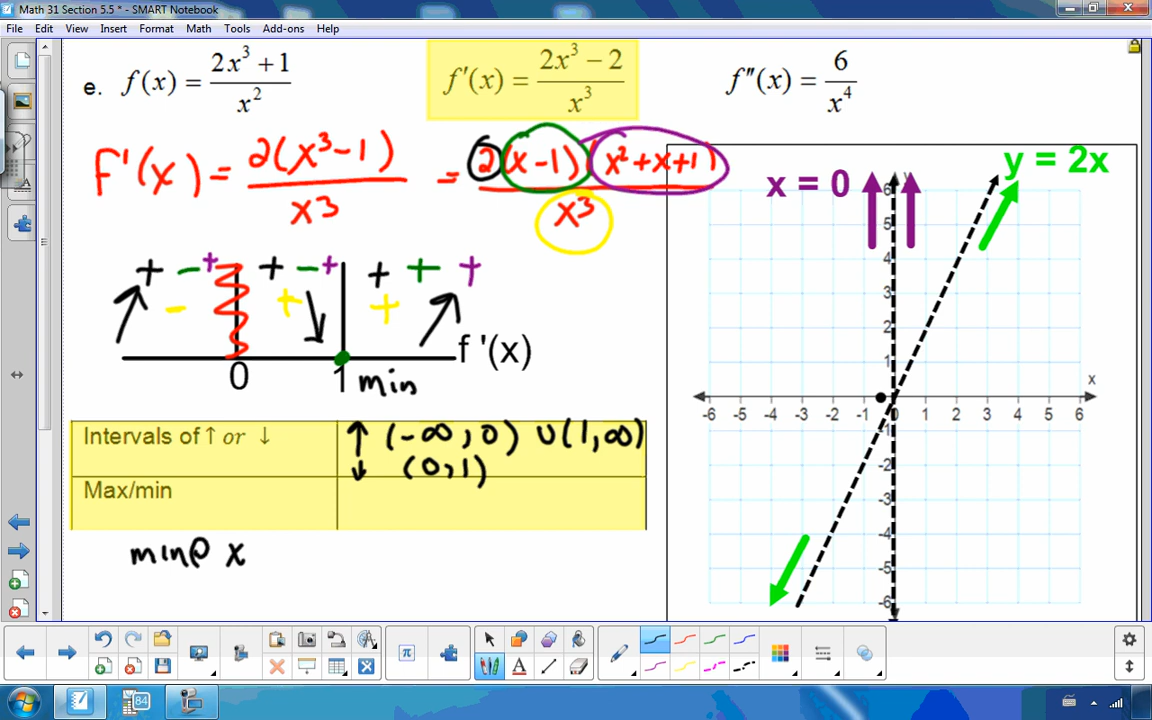 Math 31 Section 5.5 * - SMART Notebook
File Edit View Insert Format Math Tools Add-ons Help
e. f(x) = (2x³ + 1)/x² f′(x) = (2x³ − 2)/x³ f″(x) = 6/x⁴
f'(x) = 2(x³-1)/x³ = 2(x-1)(x²+x+1)/x³
x = 0
y = 2x
+ - + + - + + + +
- + +
f '(x)
0 1 min
Intervals of ↑ or ↓ ↑ (-∞,0) ∪ (1,∞)
↓ (0,1)
Max/min
min@ x
y
6
5
4
3
2
1
x
-6 -5 -4 -3 -2 -1 0 1 2 3 4 5 6
-1
-2
-3
-4
-5
-6
π A
84